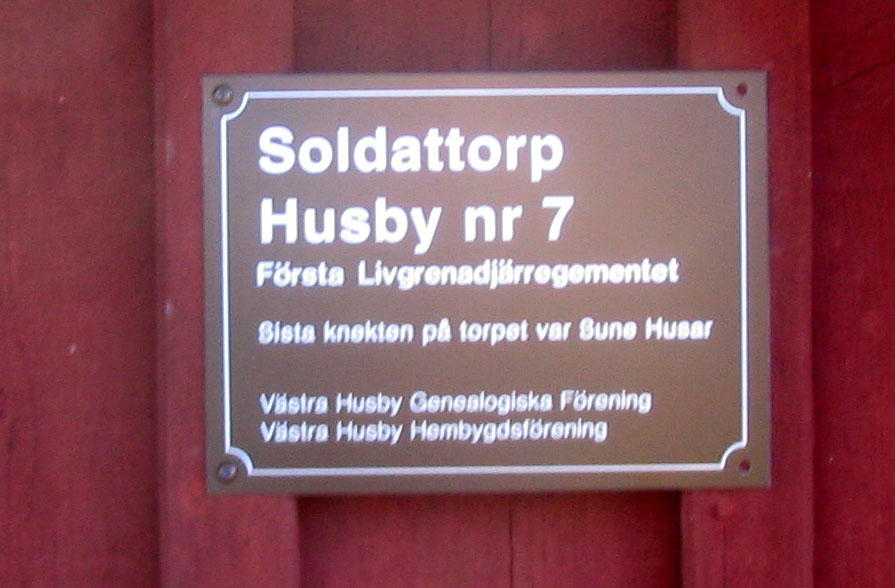 Soldattorp
Husby nr 7
Första Livgrenadjärregementet
Sista knekten på torpet var Sune Husar
Västra Husby Genealogiska Förening
Västra Husby Hembygdsförening